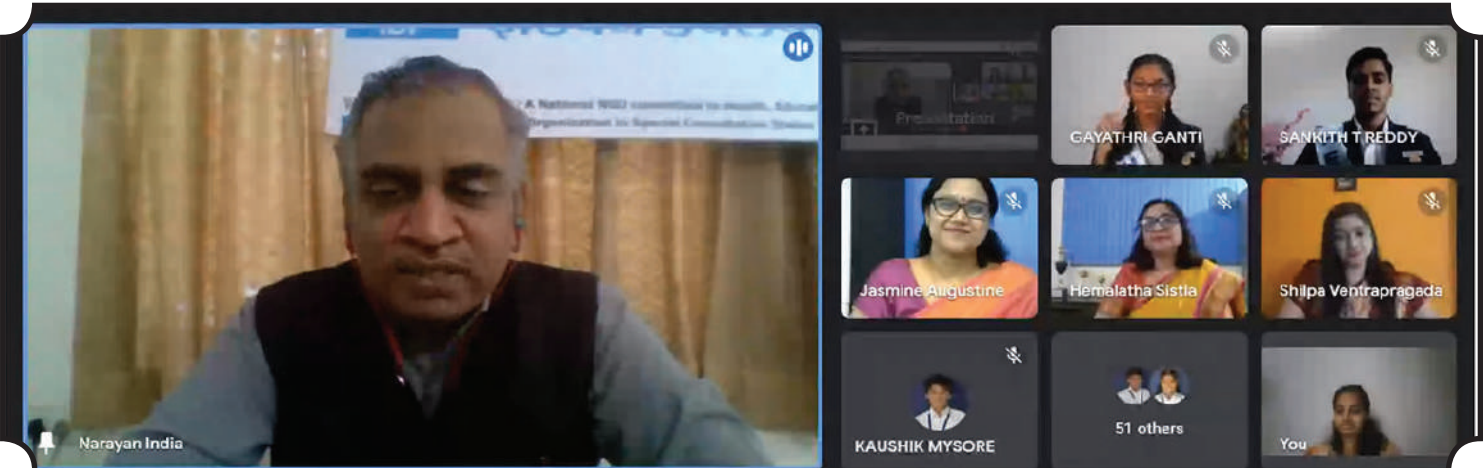 A National NGO committed to Health, Educat
Organization in Special Consultative Status
Narayan India
Presentation
GAYATHRI GANTI
SANKITH T REDDY
Jasmine Augustine
Hemalatha Sistla
Shilpa Ventrapragada
KAUSHIK MYSORE
51 others
You